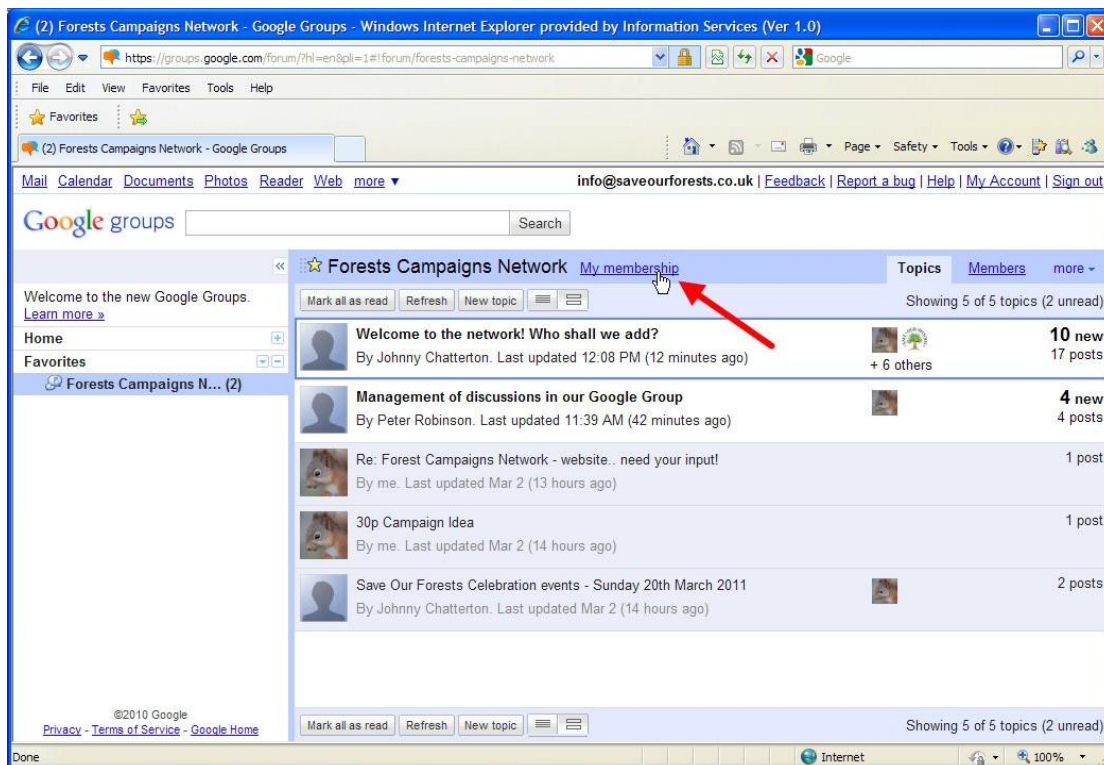 (2) Forests Campaigns Network - Google Groups - Windows Internet Explorer provided by Information Services (Ver 1.0)
https://groups.google.com/forum/?hl=en&pli=1#!forum/forests-campaigns-network
Google
File Edit View Favorites Tools Help
Favorites
(2) Forests Campaigns Network - Google Groups
Page Safety Tools
Mail Calendar Documents Photos Reader Web more ▼ info@saveourforests.co.uk | Feedback | Report a bug | Help | My Account | Sign out
Google groups Search
« Forests Campaigns Network My membership Topics Members more
Welcome to the new Google Groups.
Learn more »
Mark all as read Refresh New topic Showing 5 of 5 topics (2 unread)
Home
Favorites
Forests Campaigns N... (2)
Welcome to the network! Who shall we add? 10 new
By Johnny Chatterton. Last updated 12:08 PM (12 minutes ago) + 6 others 17 posts
Management of discussions in our Google Group 4 new
By Peter Robinson. Last updated 11:39 AM (42 minutes ago) 4 posts
Re: Forest Campaigns Network - website.. need your input! 1 post
By me. Last updated Mar 2 (13 hours ago)
30p Campaign Idea 1 post
By me. Last updated Mar 2 (14 hours ago)
Save Our Forests Celebration events - Sunday 20th March 2011 2 posts
By Johnny Chatterton. Last updated Mar 2 (14 hours ago)
©2010 Google
Privacy - Terms of Service - Google Home
Mark all as read Refresh New topic Showing 5 of 5 topics (2 unread)
Done Internet 100%